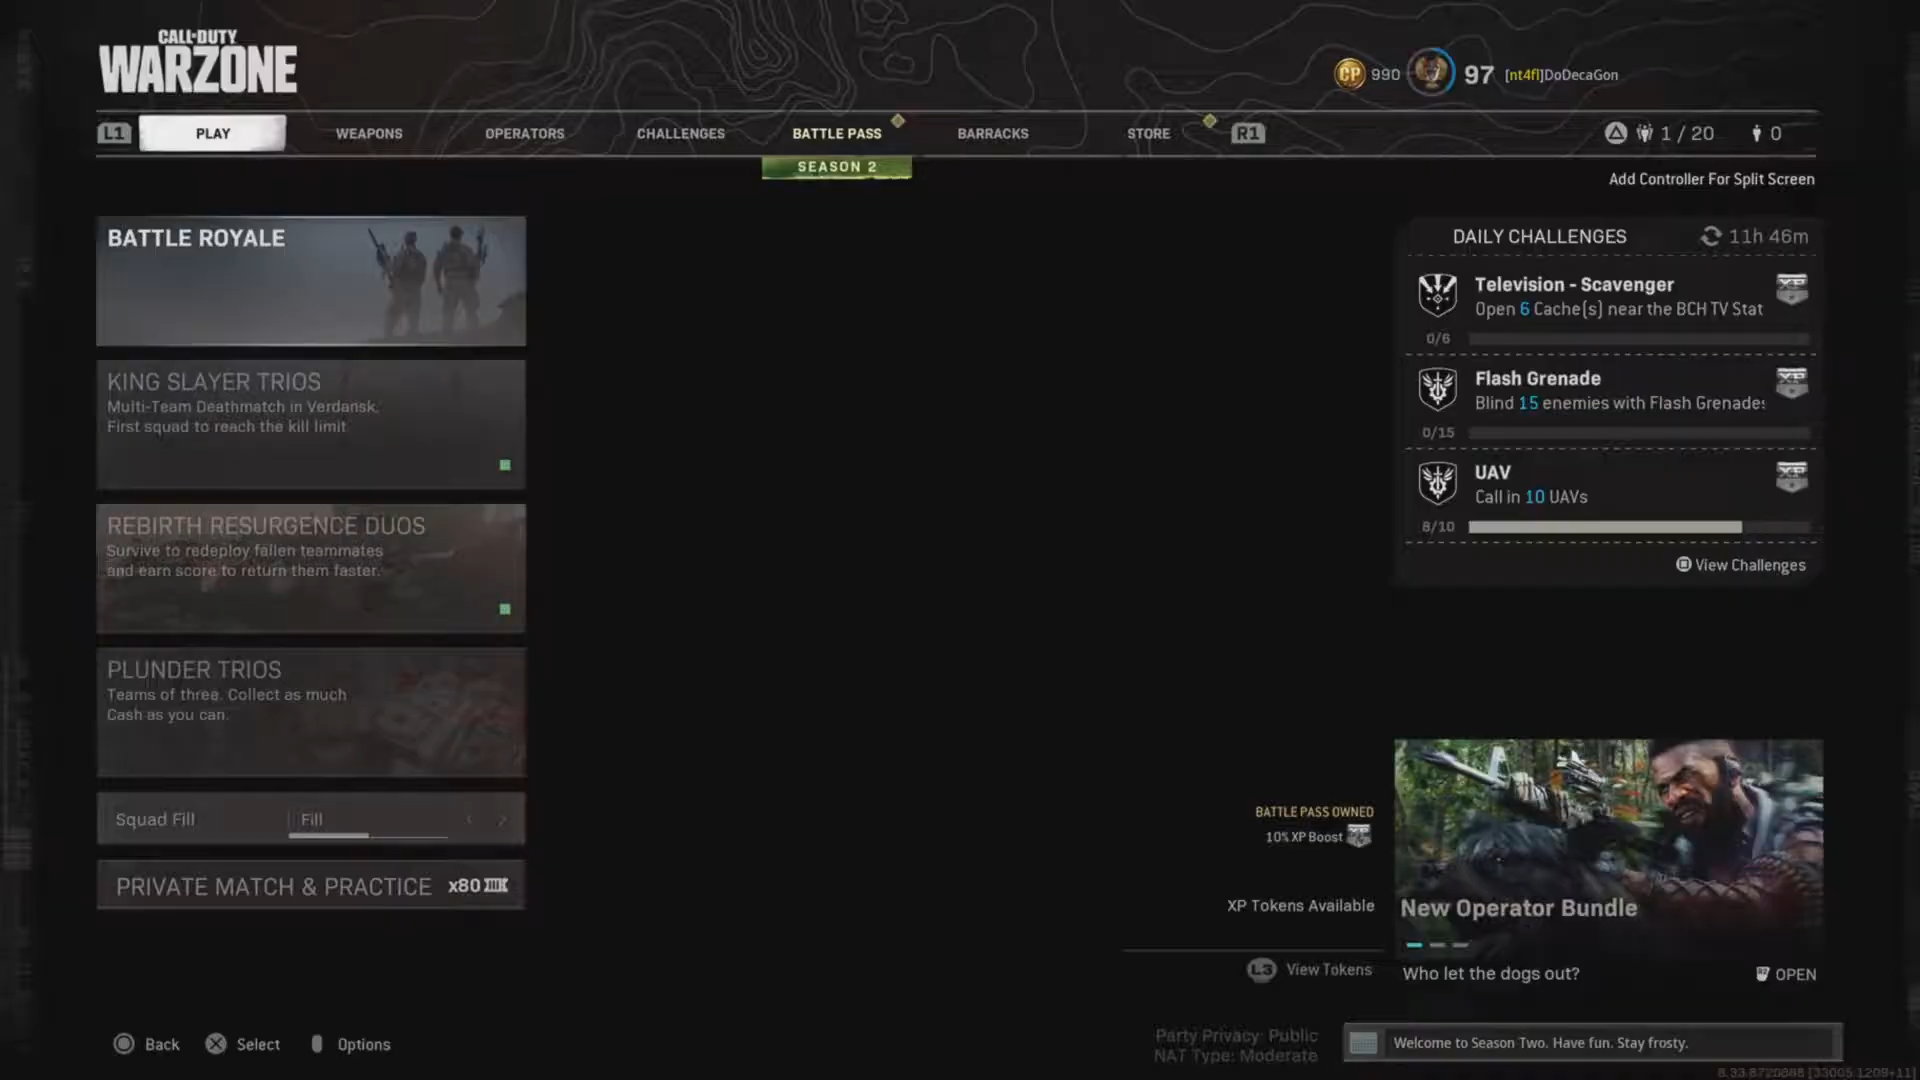 CALL OF DUTY
WARZONE
CP 990 97 [nt4fl]DoDecaGon
L1 PLAY WEAPONS OPERATORS CHALLENGES BATTLE PASS BARRACKS STORE R1 1 / 20 0
SEASON 2
Add Controller For Split Screen
BATTLE ROYALE
KING SLAYER TRIOS
Multi-Team Deathmatch in Verdansk.
First squad to reach the kill limit
REBIRTH RESURGENCE DUOS
Survive to redeploy fallen teammates
and earn score to return them faster.
PLUNDER TRIOS
Teams of three. Collect as much
Cash as you can.
Squad Fill Fill
PRIVATE MATCH & PRACTICE x80
DAILY CHALLENGES 11h 46m
Television - Scavenger XP
Open 6 Cache(s) near the BCH TV Stat
0/6
Flash Grenade XP
Blind 15 enemies with Flash Grenades
0/15
UAV XP
Call in 10 UAVs
8/10
View Challenges
BATTLE PASS OWNED
10% XP Boost XP
XP Tokens Available
L3 View Tokens
New Operator Bundle
Who let the dogs out? OPEN
Back Select Options
Party Privacy: Public
NAT Type: Moderate
Welcome to Season Two. Have fun. Stay frosty.